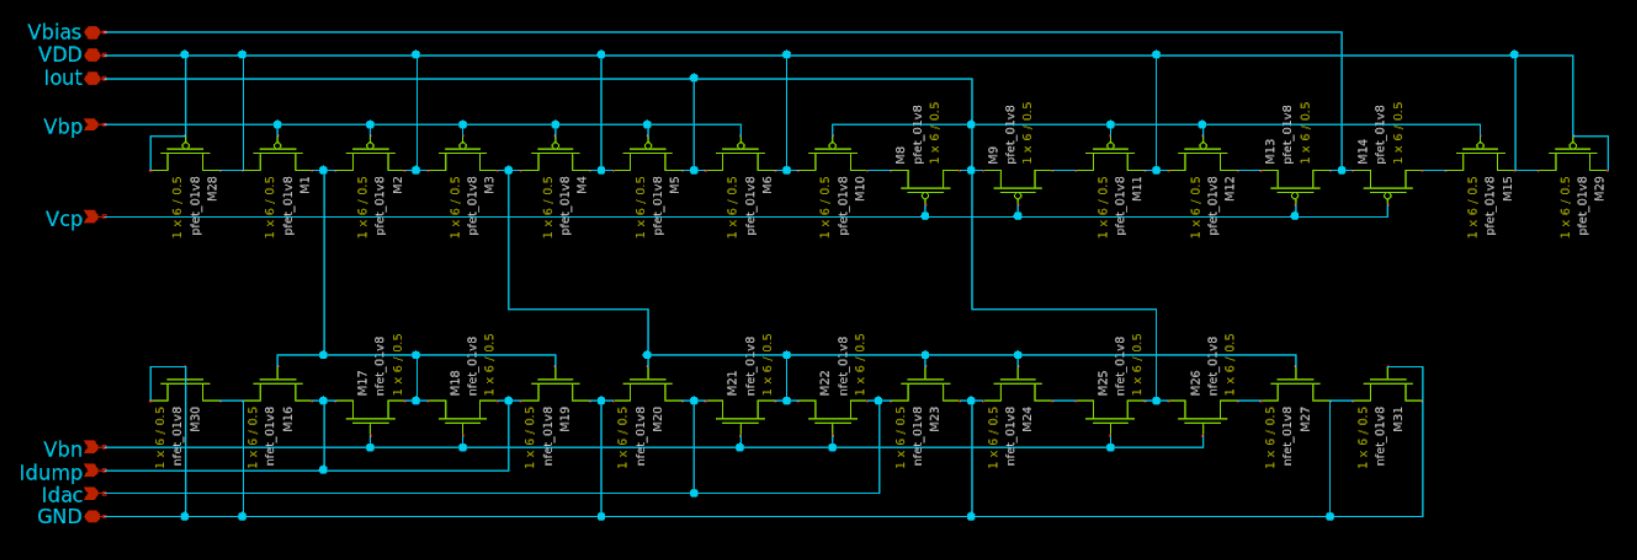 Vbias
VDD
Iout
Vbp
Vcp
1 x 6 / 0.5
pfet_01v8
M28
1 x 6 / 0.5
pfet_01v8
M1
1 x 6 / 0.5
pfet_01v8
M2
1 x 6 / 0.5
pfet_01v8
M3
1 x 6 / 0.5
pfet_01v8
M4
1 x 6 / 0.5
pfet_01v8
M5
1 x 6 / 0.5
pfet_01v8
M6
1 x 6 / 0.5
pfet_01v8
M10
M8
pfet_01v8
1 x 6 / 0.5
M9
pfet_01v8
1 x 6 / 0.5
1 x 6 / 0.5
pfet_01v8
M11
1 x 6 / 0.5
pfet_01v8
M12
M13
pfet_01v8
1 x 6 / 0.5
M14
pfet_01v8
1 x 6 / 0.5
1 x 6 / 0.5
pfet_01v8
M15
1 x 6 / 0.5
pfet_01v8
M29
1 x 6 / 0.5
nfet_01v8
M30
1 x 6 / 0.5
nfet_01v8
M16
M17
nfet_01v8
1 x 6 / 0.5
M18
nfet_01v8
1 x 6 / 0.5
1 x 6 / 0.5
nfet_01v8
M19
1 x 6 / 0.5
nfet_01v8
M20
M21
nfet_01v8
1 x 6 / 0.5
M22
nfet_01v8
1 x 6 / 0.5
1 x 6 / 0.5
nfet_01v8
M23
1 x 6 / 0.5
nfet_01v8
M24
M25
nfet_01v8
1 x 6 / 0.5
M26
nfet_01v8
1 x 6 / 0.5
1 x 6 / 0.5
nfet_01v8
M27
1 x 6 / 0.5
nfet_01v8
M31
Vbn
Idump
Idac
GND